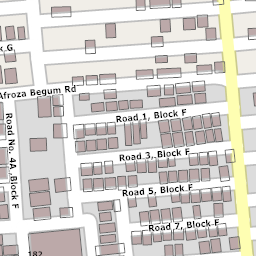 k G
Afroza Begum Rd
Road 1, Block F
Road No. 4A, Block F
Road 3, Block F
Road 5, Block F
Road 7, Block F
182